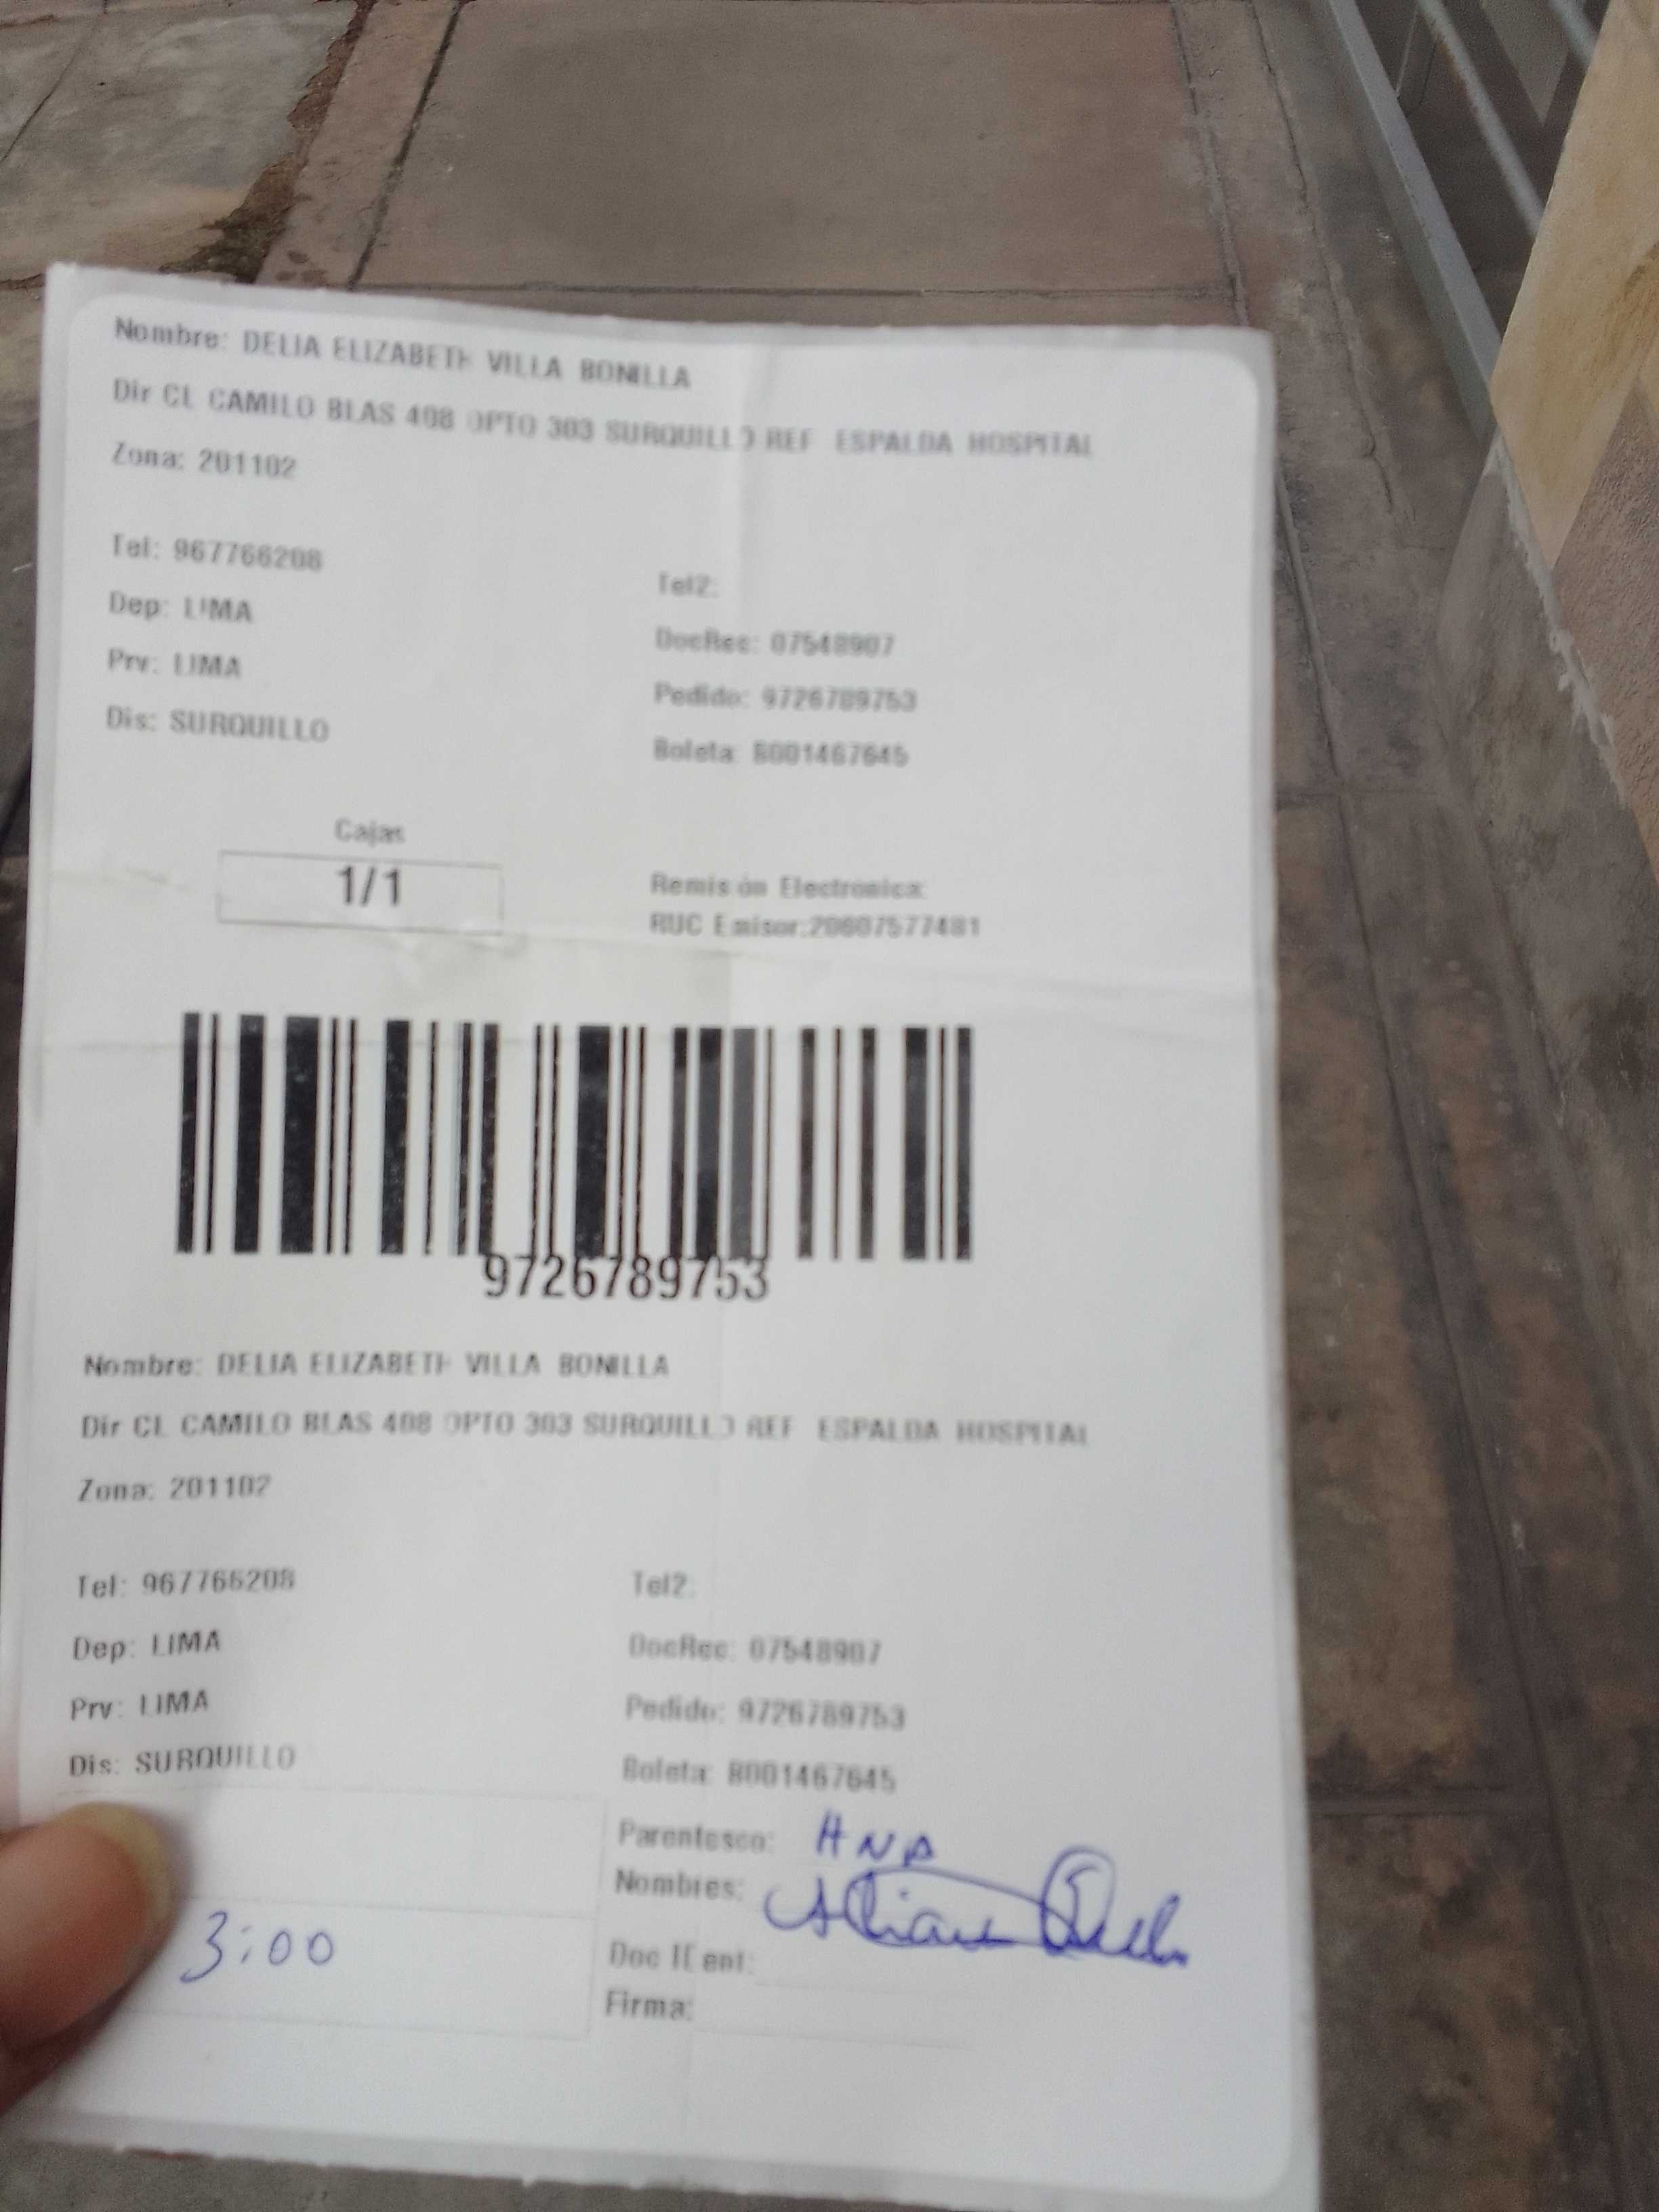 Nombre: DELIA ELIZABETH VILLA BONILLA
Dir CL CAMILO BLAS 408 DPTO 303 SURQUILLO REF ESPALDA HOSPITAL
Zona: 201102
Tel: 967766208
Tel2:
Dep: LIMA
DocRec: 07548907
Prv: LIMA
Pedido: 9726789753
Dis: SURQUILLO
Boleta: B001467645
Cajas
1/1
Remisión Electrónica:
RUC Emisor:20607577481
9726789753
Nombre: DELIA ELIZABETH VILLA BONILLA
Dir CL CAMILO BLAS 408 DPTO 303 SURQUILLO REF ESPALDA HOSPITAL
Zona: 201102
Tel: 967766208
Tel2:
Dep: LIMA
DocRec: 07548907
Prv: LIMA
Pedido: 9726789753
Dis: SURQUILLO
Boleta: B001467645
Parentesco: HNA
Nombres:
3:00
Doc IDent:
Firma: